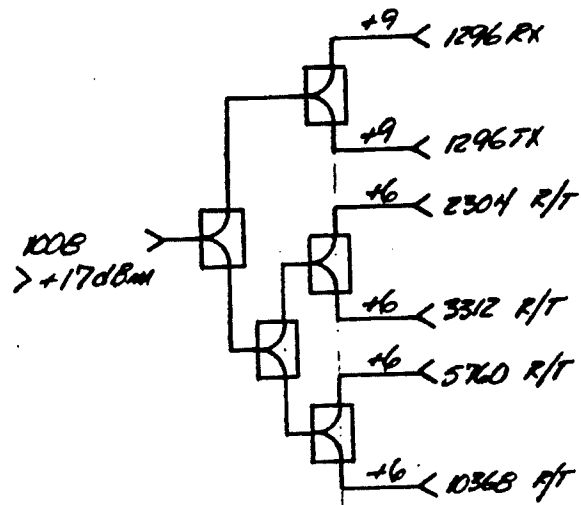 +9 1296 RX
+9 1296 TX
+6 2304 R/T
1008
> +17dBm
+6 3312 R/T
+6 5760 R/T
+6 10368 R/T